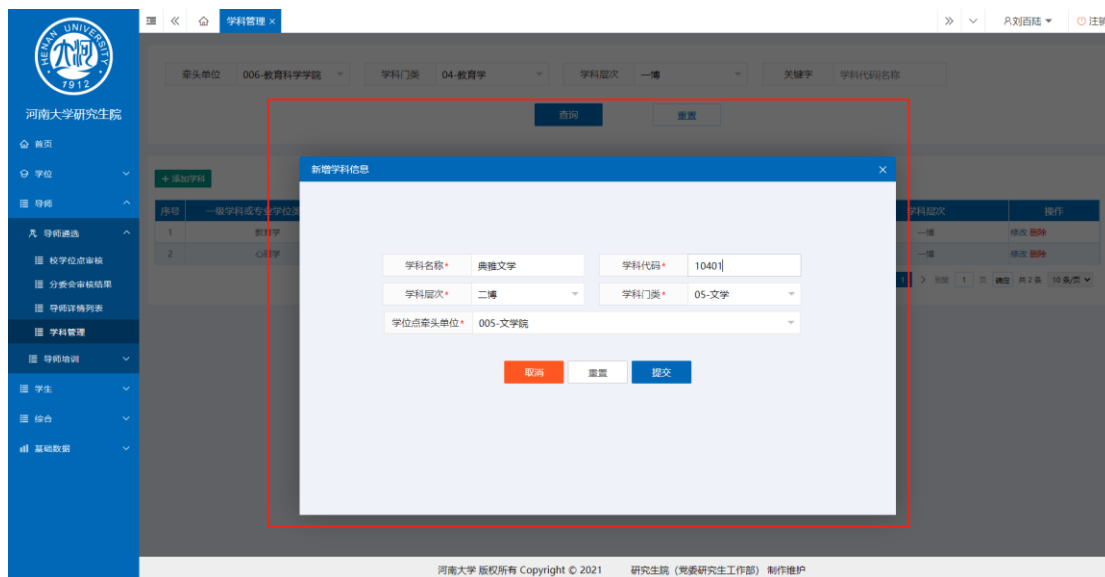 HENAN UNIVERSITY
1912
河南大学研究生院
首页
学位
导师
导师遴选
校学位点审核
分委会审核结果
导师详情列表
学科管理
导师培训
学生
综合
基础数据
学科管理 ×
刘百陆
注销
牵头单位 006-教育科学学院 学科门类 04-教育学 学科层次 一博 关键字 学科代码|名称
查询 重置
+ 添加学科
序号 一级学科或专业学位类 学科层次 操作
1 教育学 一博 修改 删除
2 心理学 一博 修改 删除
1 > 到第 1 页 确定 共 2 条 10 条/页
新增学科信息 ×
学科名称* 典雅文学 学科代码* 10401
学科层次* 二博 学科门类* 05-文学
学位点牵头单位* 005-文学院
取消 重置 提交
河南大学 版权所有 Copyright © 2021 研究生院（党委研究生工作部） 制作维护